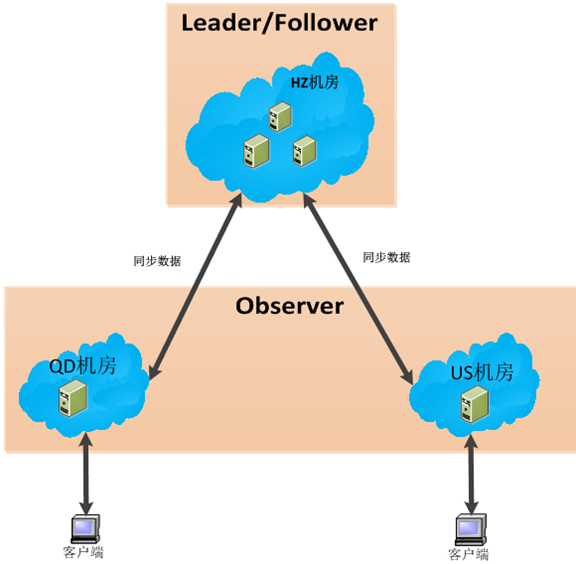 Leader/Follower
HZ机房
同步数据
同步数据
Observer
QD机房
US机房
客户端
客户端